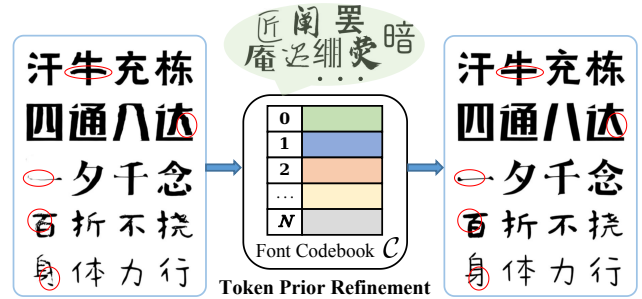 汗牛充栋
四通八达
一夕千念
百折不挠
身体力行
匠阐罢暗
庵迟绷荧
...
0
1
2
...
N
Font Codebook C
Token Prior Refinement
汗牛充栋
四通八达
一夕千念
百折不挠
身体力行